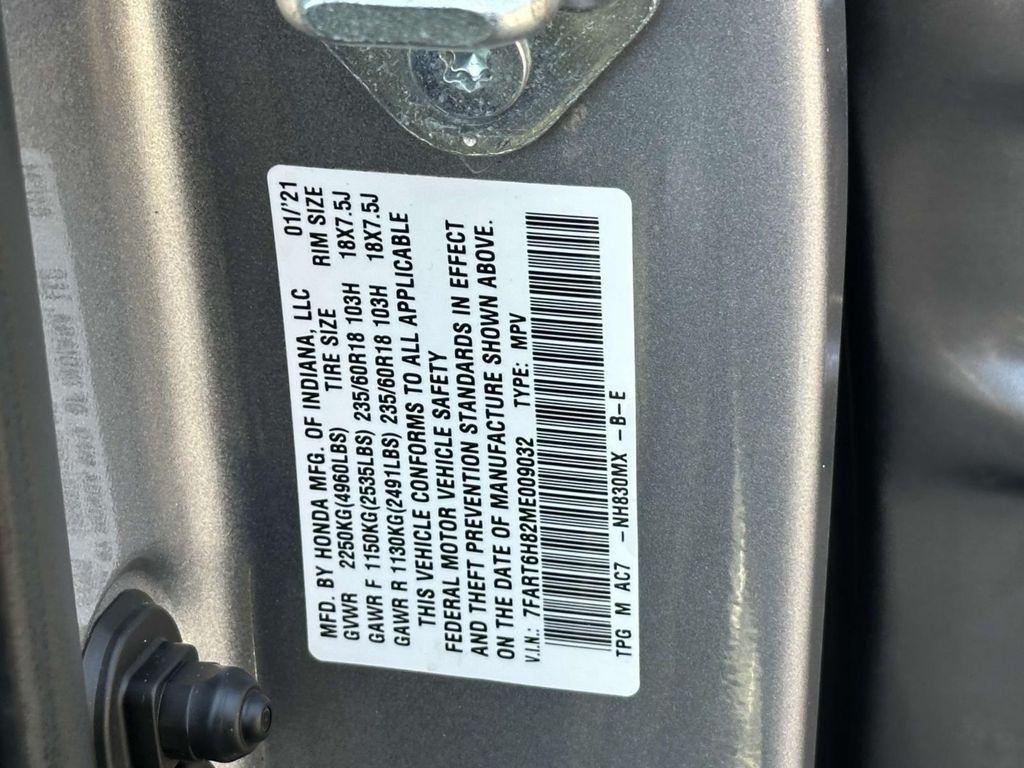 MFD. BY HONDA MFG. OF INDIANA, LLC 01/'21
GVWR 2250KG(4960LBS) TIRE SIZE RIM SIZE
GAWR F 1150KG(2535LBS) 235/60R18 103H 18X7.5J
GAWR R 1130KG(2491LBS) 235/60R18 103H 18X7.5J
THIS VEHICLE CONFORMS TO ALL APPLICABLE
FEDERAL MOTOR VEHICLE SAFETY
AND THEFT PREVENTION STANDARDS IN EFFECT
ON THE DATE OF MANUFACTURE SHOWN ABOVE.
V.I.N.: 7FART6H82ME009032 TYPE: MPV
TPG M AC7 -NH830MX -B-E